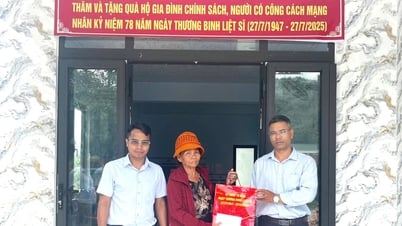 THĂM VÀ TẶNG QUÀ HỘ GIA ĐÌNH CHÍNH SÁCH, NGƯỜI CÓ CÔNG CÁCH MẠNG
NHÂN KỶ NIỆM 78 NĂM NGÀY THƯƠNG BINH LIỆT SĨ (27/7/1947 - 27/7/2025)